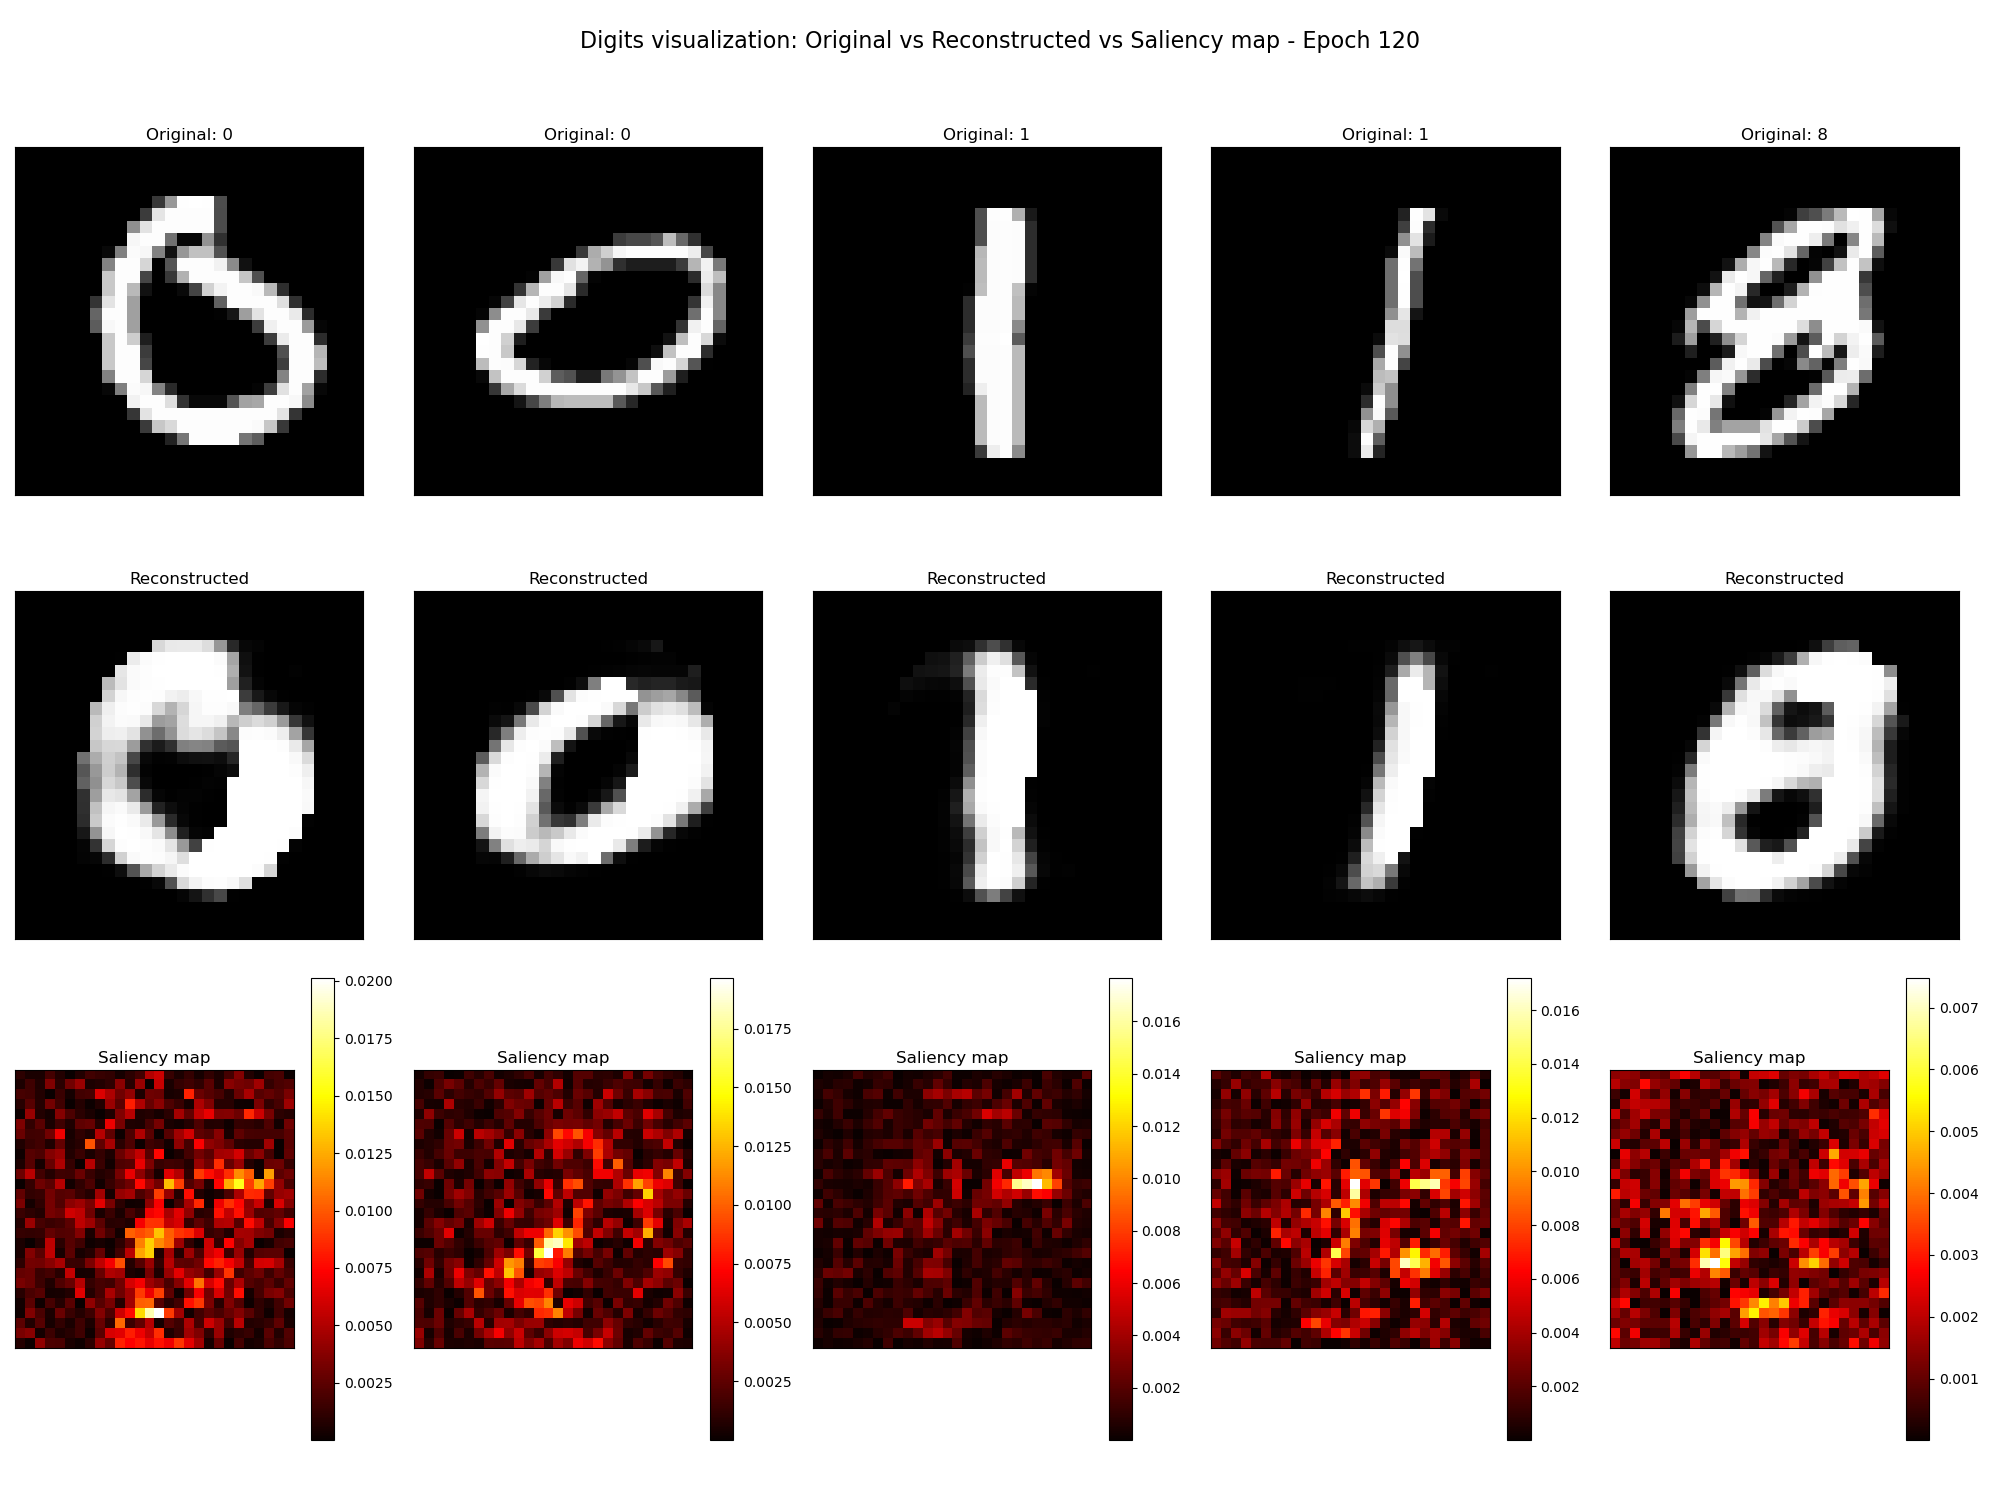 Digits visualization: Original vs Reconstructed vs Saliency map - Epoch 120
Original: 0
Original: 0
Original: 1
Original: 1
Original: 8
Reconstructed
Reconstructed
Reconstructed
Reconstructed
Reconstructed
Saliency map
0.0200
0.0175
0.0150
0.0125
0.0100
0.0075
0.0050
0.0025
Saliency map
0.0175
0.0150
0.0125
0.0100
0.0075
0.0050
0.0025
Saliency map
0.016
0.014
0.012
0.010
0.008
0.006
0.004
0.002
Saliency map
0.016
0.014
0.012
0.010
0.008
0.006
0.004
0.002
Saliency map
0.007
0.006
0.005
0.004
0.003
0.002
0.001